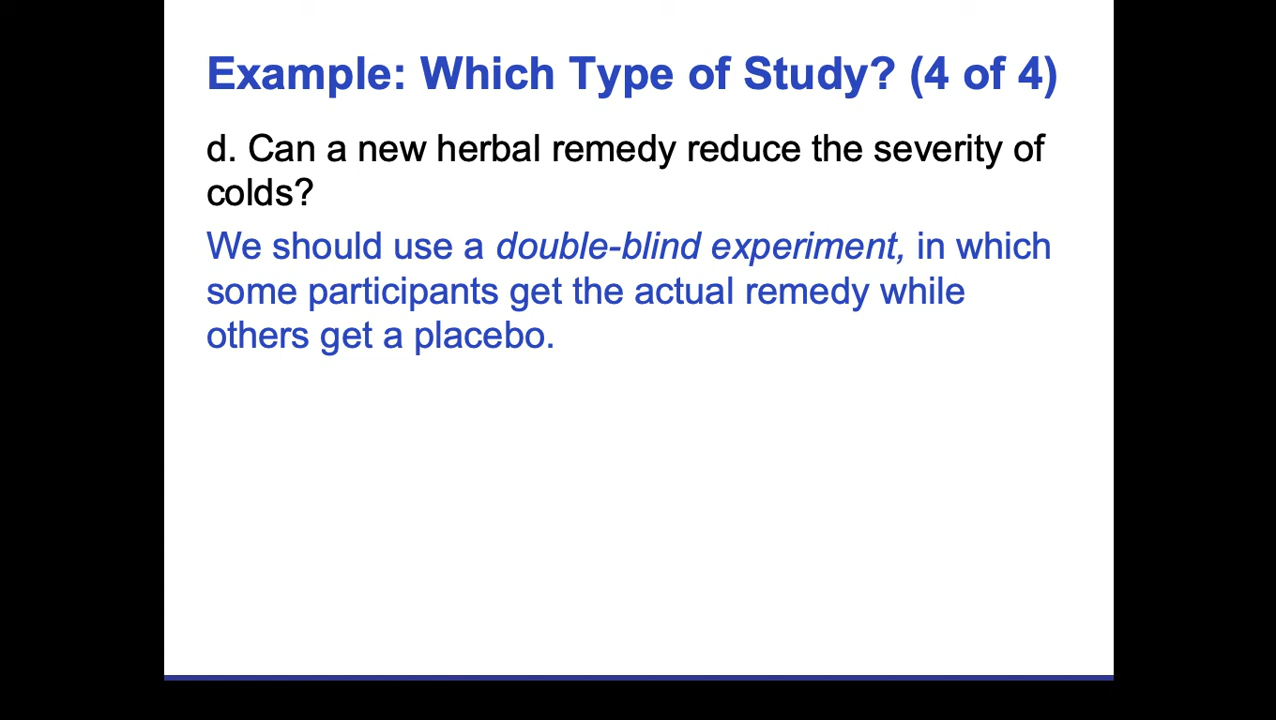 Example: Which Type of Study? (4 of 4)
d. Can a new herbal remedy reduce the severity of
colds?
We should use a double-blind experiment, in which
some participants get the actual remedy while
others get a placebo.